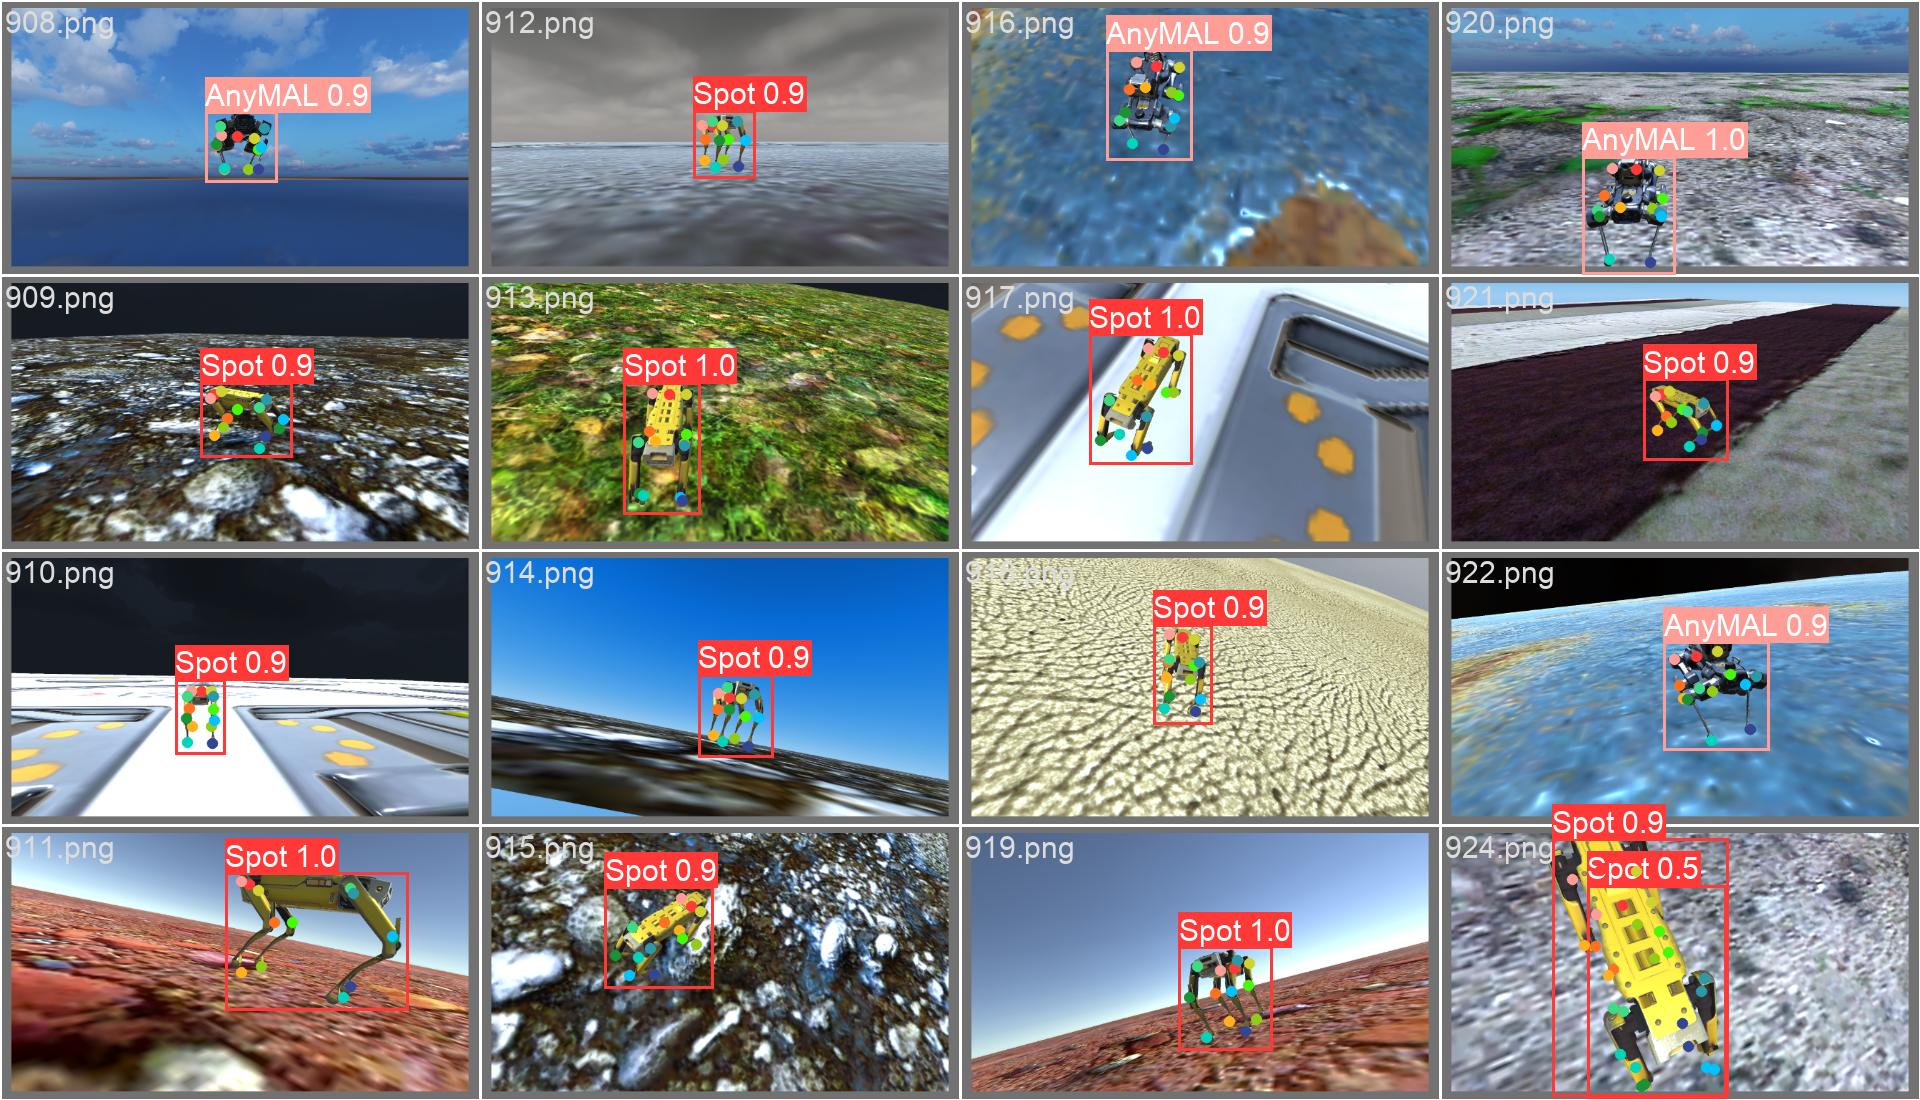 908.png
AnyMAL 0.9
912.png
Spot 0.9
916.png
AnyMAL 0.9
920.png
AnyMAL 1.0
909.png
Spot 0.9
913.png
Spot 1.0
917.png
Spot 1.0
921.png
Spot 0.9
910.png
Spot 0.9
914.png
Spot 0.9
918.png
Spot 0.9
922.png
AnyMAL 0.9
911.png
Spot 1.0
915.png
Spot 0.9
919.png
Spot 1.0
924.png
Spot 0.9
Spot 0.5